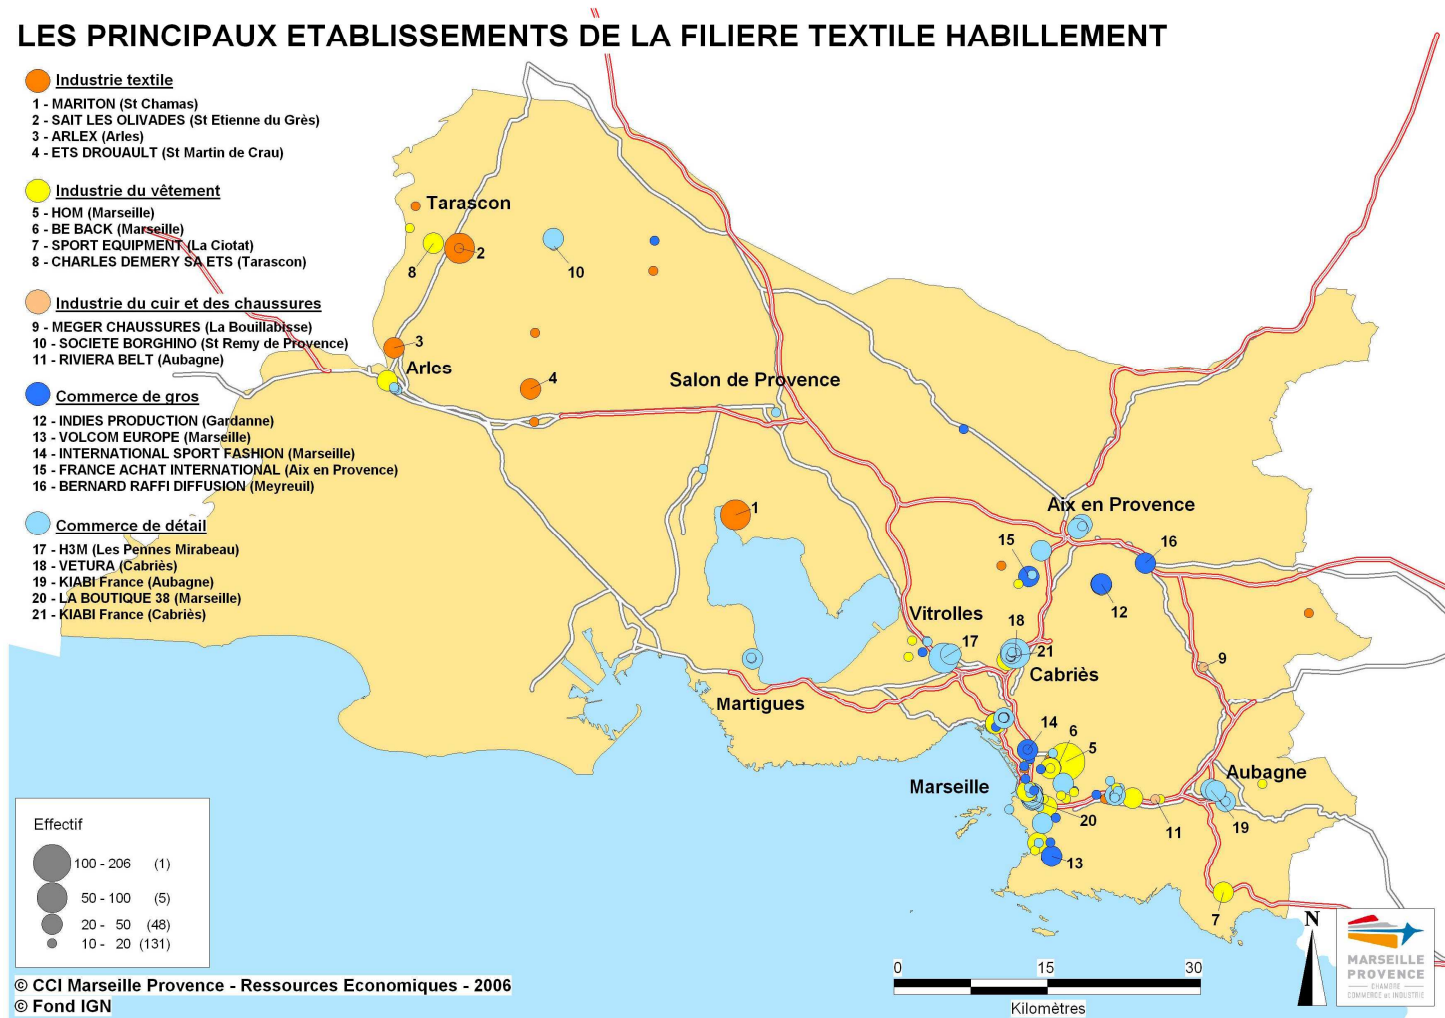 LES PRINCIPAUX ETABLISSEMENTS DE LA FILIERE TEXTILE HABILLEMENT
Industrie textile
1 - MARITON (St Chamas)
2 - SAIT LES OLIVADES (St Etienne du Grès)
3 - ARLEX (Arles)
4 - ETS DROUAULT (St Martin de Crau)
Industrie du vêtement
5 - HOM (Marseille)
6 - BE BACK (Marseille)
7 - SPORT EQUIPMENT (La Ciotat)
8 - CHARLES DEMERY SA ETS (Tarascon)
Industrie du cuir et des chaussures
9 - MEGER CHAUSSURES (La Bouillabisse)
10 - SOCIETE BORGHINO (St Remy de Provence)
11 - RIVIERA BELT (Aubagne)
Commerce de gros
12 - INDIES PRODUCTION (Gardanne)
13 - VOLCOM EUROPE (Marseille)
14 - INTERNATIONAL SPORT FASHION (Marseille)
15 - FRANCE ACHAT INTERNATIONAL (Aix en Provence)
16 - BERNARD RAFFI DIFFUSION (Meyreuil)
Commerce de détail
17 - H3M (Les Pennes Mirabeau)
18 - VETURA (Cabriès)
19 - KIABI France (Aubagne)
20 - LA BOUTIQUE 38 (Marseille)
21 - KIABI France (Cabriès)
Tarascon
8
2
10
3
Arles
4
Salon de Provence
1
Aix en Provence
15
16
12
Vitrolles
17
18
21
Cabriès
9
Martigues
14
6
5
Marseille
Aubagne
20
11
19
13
7
Effectif
100 - 206 (1)
50 - 100 (5)
20 - 50 (48)
10 - 20 (131)
© CCI Marseille Provence - Ressources Economiques - 2006
© Fond IGN
0 15 30
Kilomètres
N
MARSEILLE
PROVENCE
CHAMBRE
COMMERCE DE INDUSTRIE